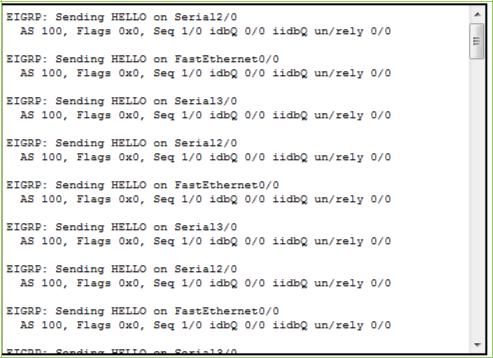 EIGRP: Sending HELLO on Serial2/0
AS 100, Flags 0x0, Seq 1/0 idbQ 0/0 iidbQ un/rely 0/0
EIGRP: Sending HELLO on FastEthernet0/0
AS 100, Flags 0x0, Seq 1/0 idbQ 0/0 iidbQ un/rely 0/0
EIGRP: Sending HELLO on Serial3/0
AS 100, Flags 0x0, Seq 1/0 idbQ 0/0 iidbQ un/rely 0/0
EIGRP: Sending HELLO on Serial2/0
AS 100, Flags 0x0, Seq 1/0 idbQ 0/0 iidbQ un/rely 0/0
EIGRP: Sending HELLO on FastEthernet0/0
AS 100, Flags 0x0, Seq 1/0 idbQ 0/0 iidbQ un/rely 0/0
EIGRP: Sending HELLO on Serial3/0
AS 100, Flags 0x0, Seq 1/0 idbQ 0/0 iidbQ un/rely 0/0
EIGRP: Sending HELLO on Serial2/0
AS 100, Flags 0x0, Seq 1/0 idbQ 0/0 iidbQ un/rely 0/0
EIGRP: Sending HELLO on FastEthernet0/0
AS 100, Flags 0x0, Seq 1/0 idbQ 0/0 iidbQ un/rely 0/0
EIGRP: Sending HELLO on Serial3/0